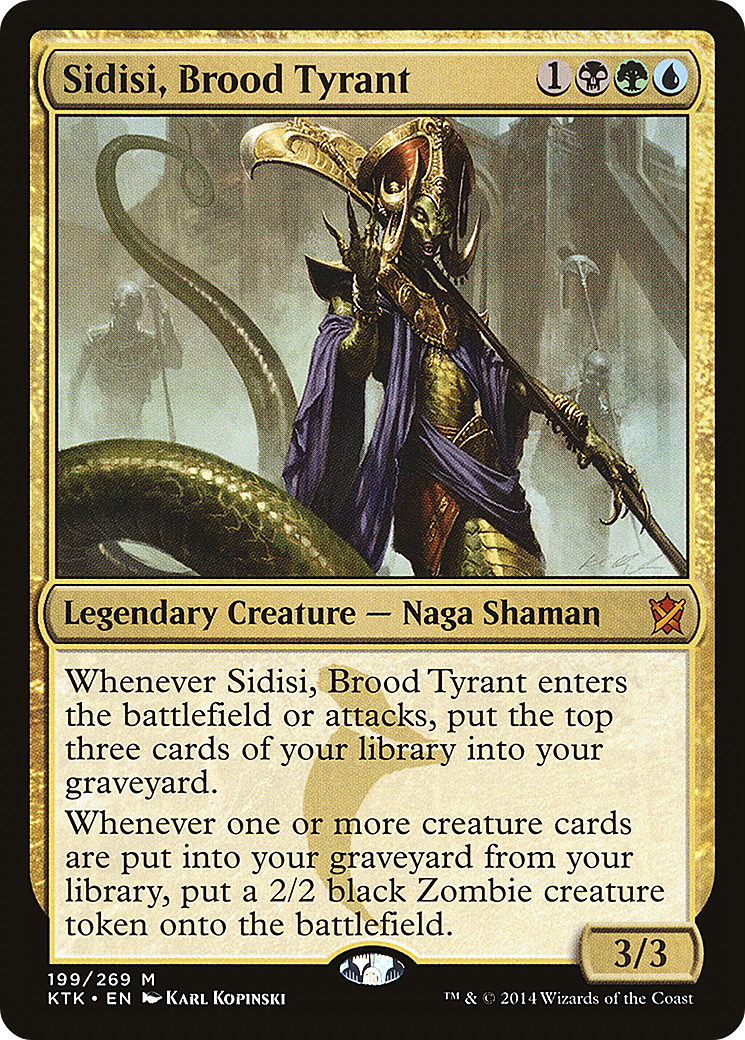 Sidisi, Brood Tyrant 1
Legendary Creature — Naga Shaman
Whenever Sidisi, Brood Tyrant enters
the battlefield or attacks, put the top
three cards of your library into your
graveyard.
Whenever one or more creature cards
are put into your graveyard from your
library, put a 2/2 black Zombie creature
token onto the battlefield.
3/3
199/269 M
KTK • EN Karl Kopinski
™ & © 2014 Wizards of the Coast